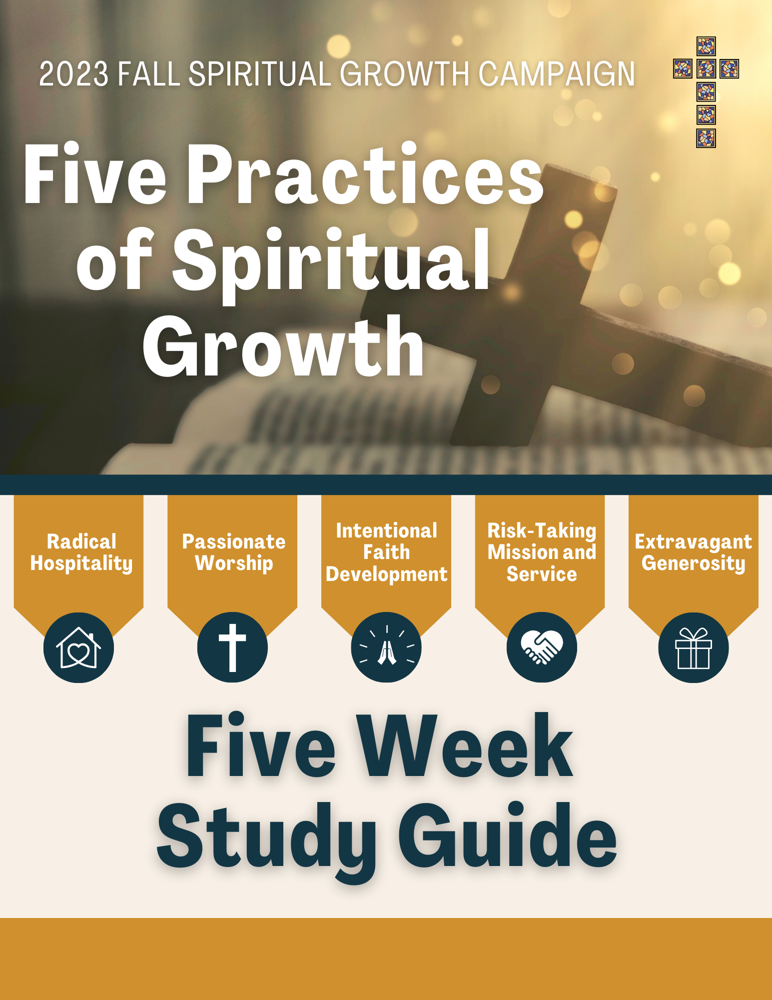 2023 FALL SPIRITUAL GROWTH CAMPAIGN
Five Practices
of Spiritual
Growth
Radical
Hospitality
Passionate
Worship
Intentional
Faith
Development
Risk-Taking
Mission and
Service
Extravagant
Generosity
Five Week
Study Guide